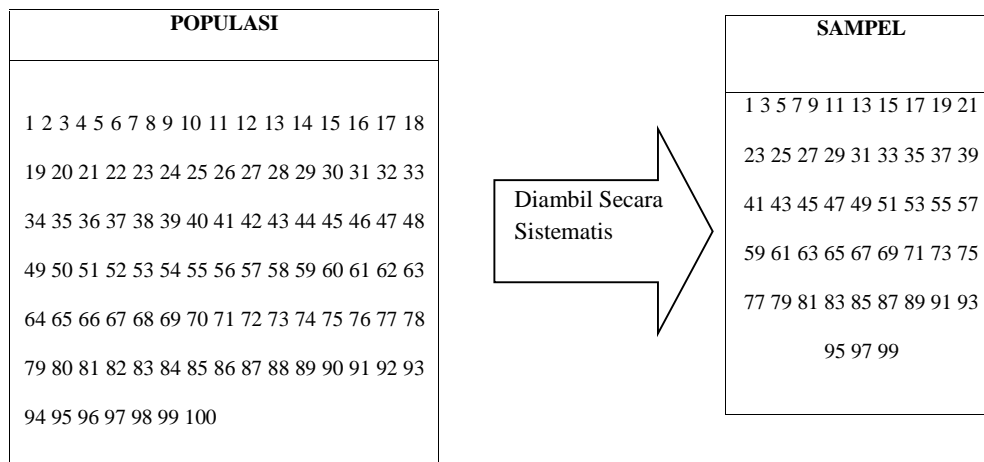 POPULASI
1 2 3 4 5 6 7 8 9 10 11 12 13 14 15 16 17 18
19 20 21 22 23 24 25 26 27 28 29 30 31 32 33
34 35 36 37 38 39 40 41 42 43 44 45 46 47 48
49 50 51 52 53 54 55 56 57 58 59 60 61 62 63
64 65 66 67 68 69 70 71 72 73 74 75 76 77 78
79 80 81 82 83 84 85 86 87 88 89 90 91 92 93
94 95 96 97 98 99 100
Diambil Secara
Sistematis
SAMPEL
1 3 5 7 9 11 13 15 17 19 21
23 25 27 29 31 33 35 37 39
41 43 45 47 49 51 53 55 57
59 61 63 65 67 69 71 73 75
77 79 81 83 85 87 89 91 93
95 97 99